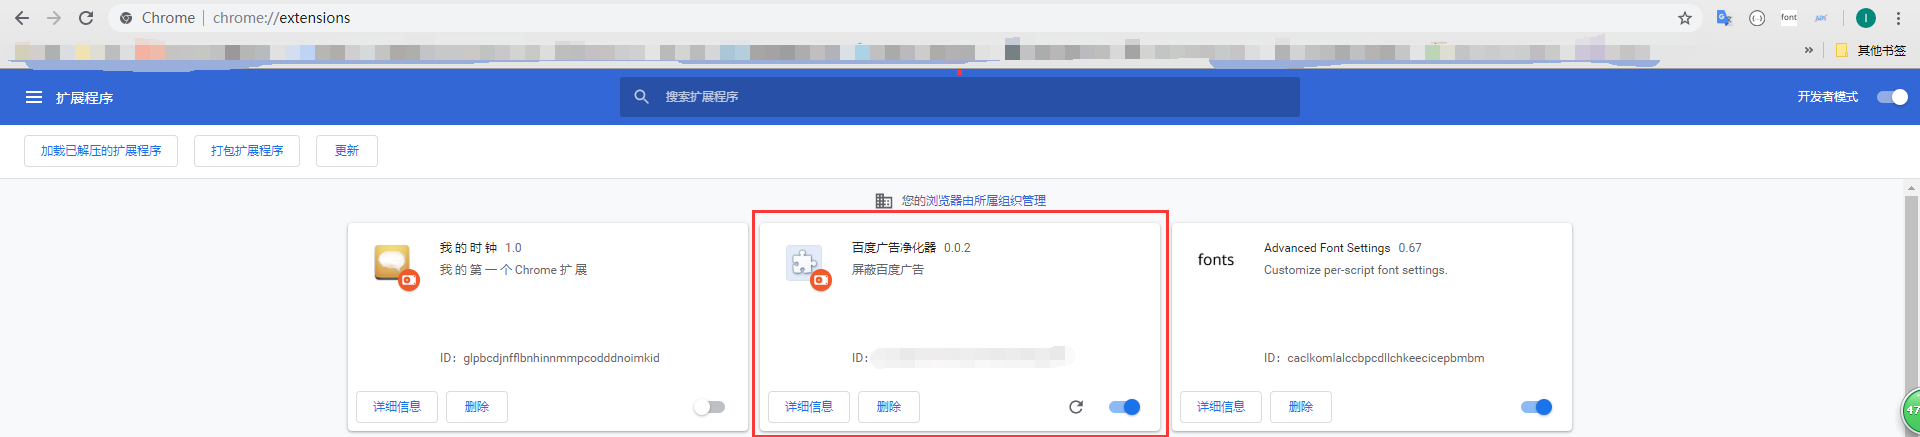 Chrome chrome://extensions font
其他书签
扩展程序 搜索扩展程序 开发者模式
加载已解压的扩展程序 打包扩展程序 更新
您的浏览器由所属组织管理
我的时钟 1.0
我的第一个Chrome扩展
ID：glpbcdjnfflbnhinnmmpcodddnoimkid
详细信息 删除
百度广告净化器 0.0.2
屏蔽百度广告
ID:
详细信息 删除
fonts
Advanced Font Settings 0.67
Customize per-script font settings.
ID：caclkomlalccbpcdllchkeecicepbmbm
详细信息 删除
47